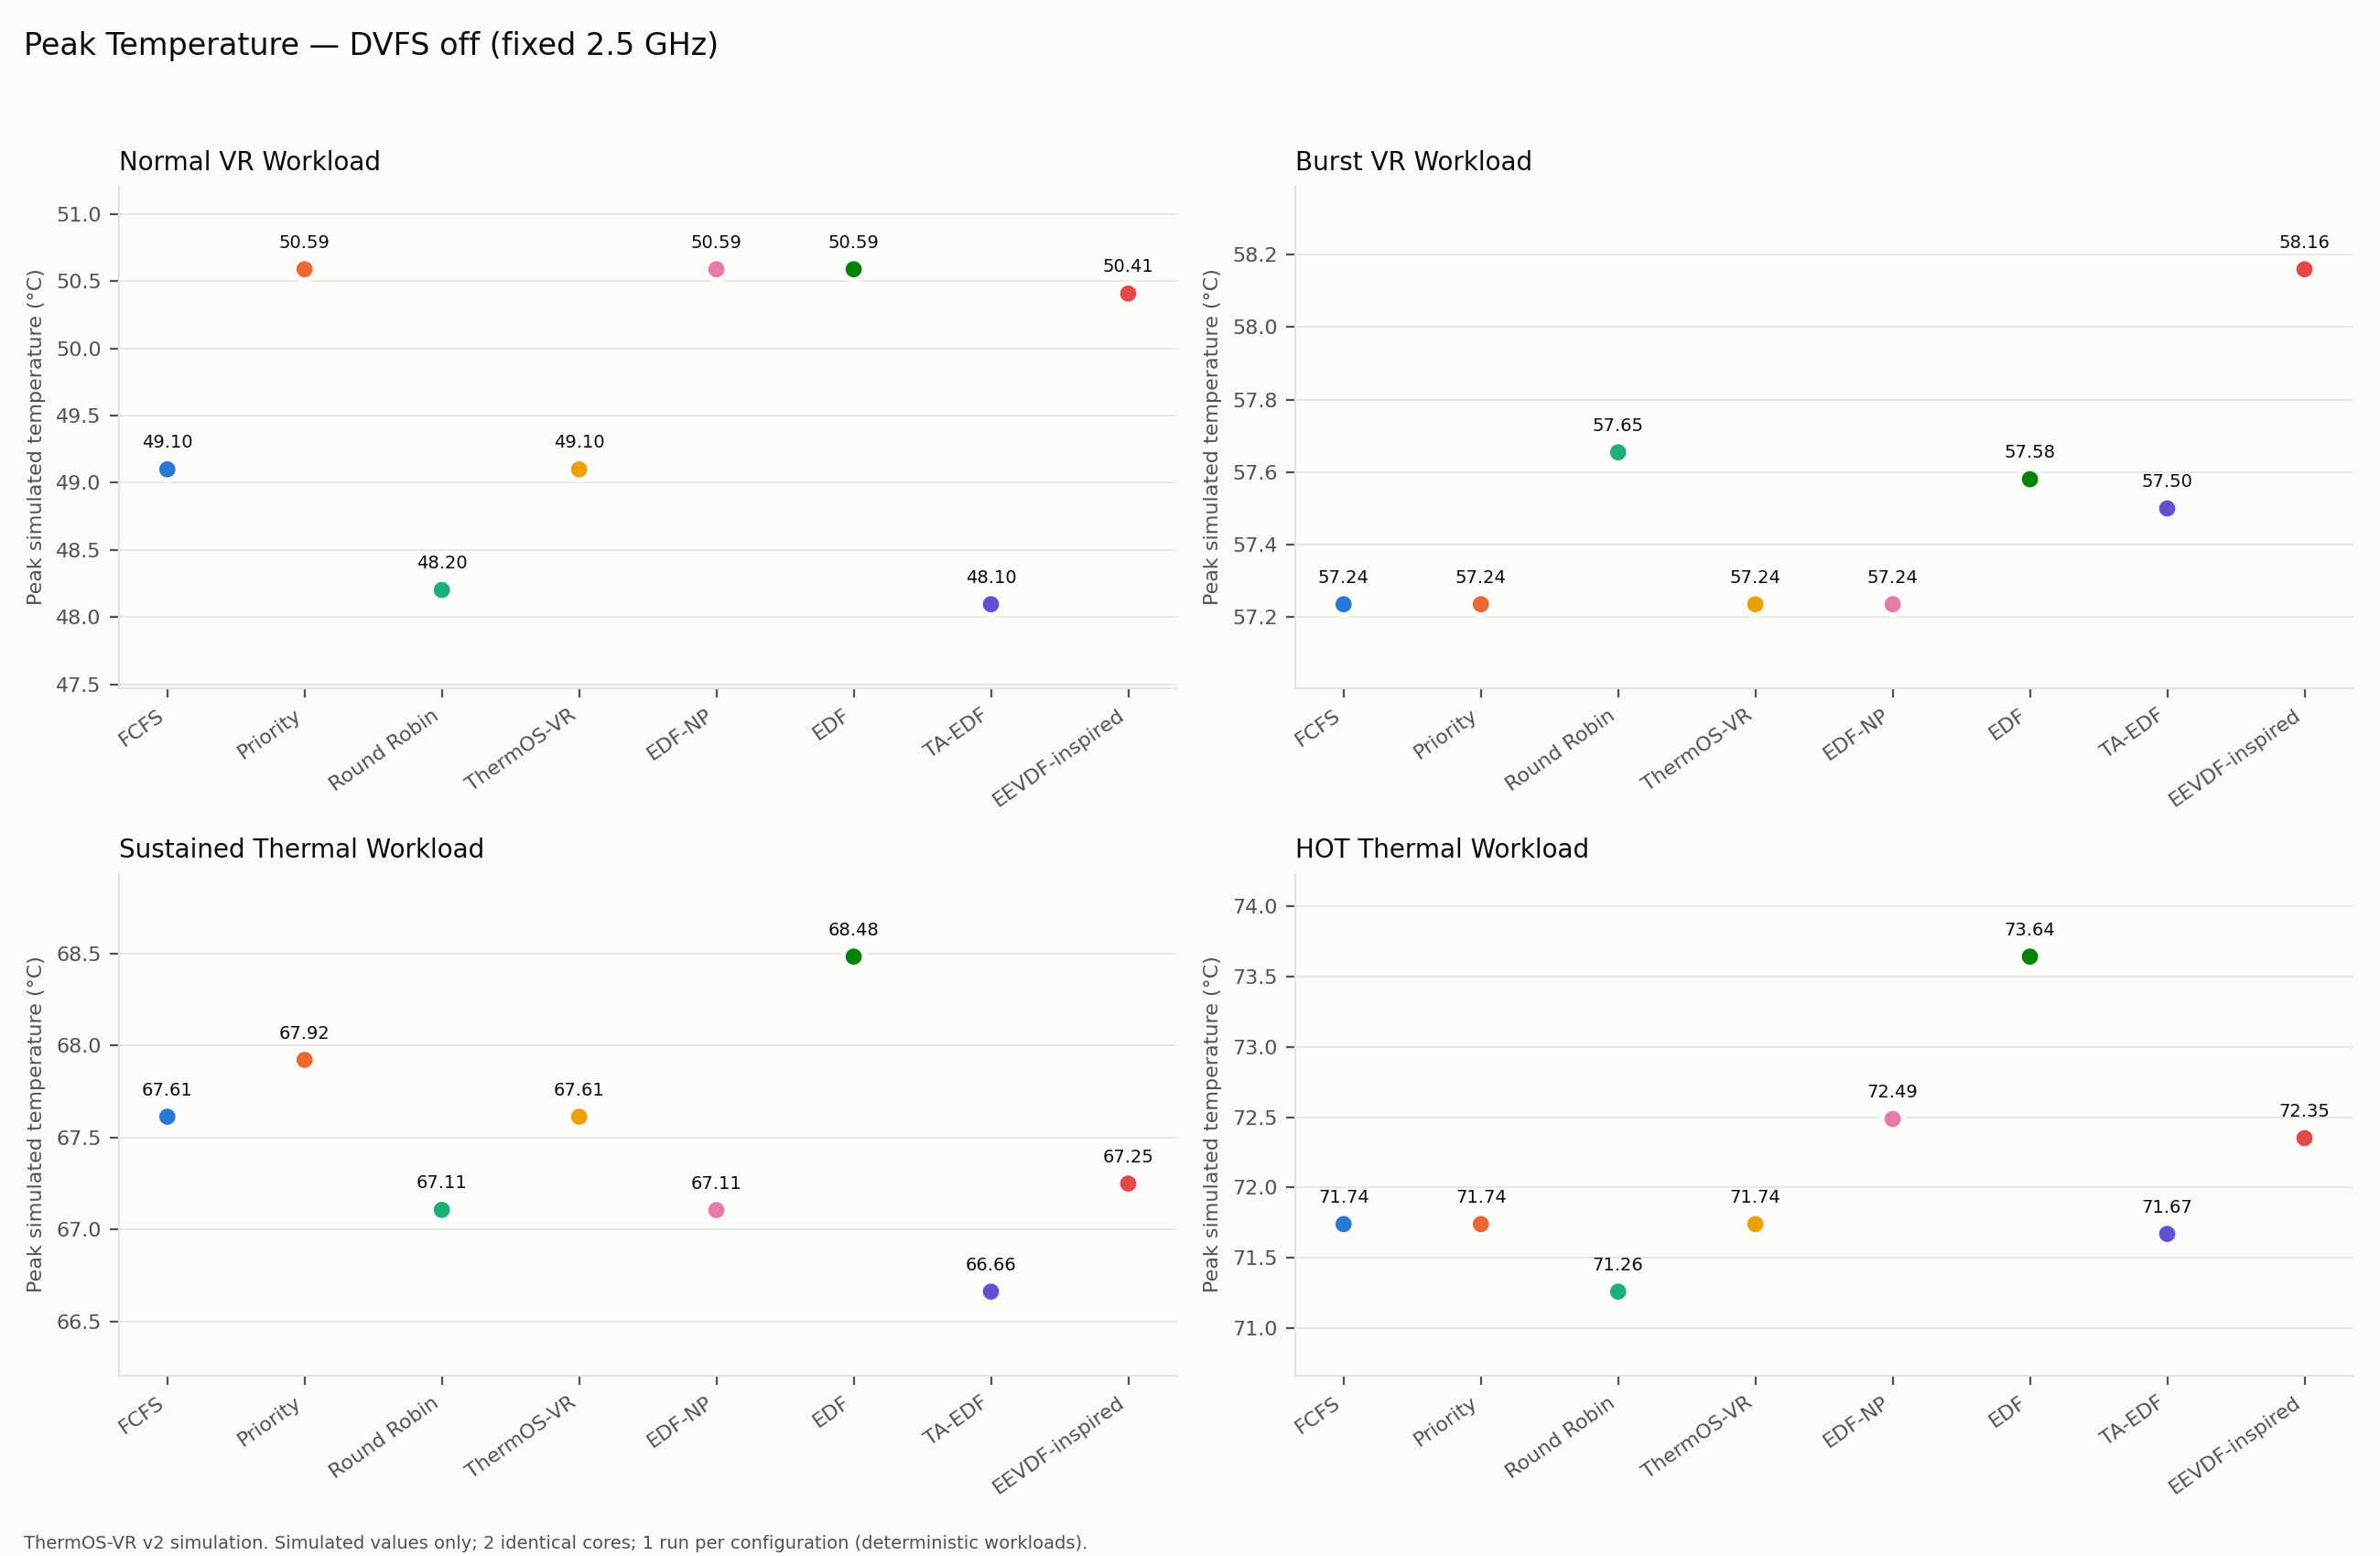 Peak Temperature — DVFS off (fixed 2.5 GHz)
Normal VR Workload
Peak simulated temperature (°C)
51.0
50.5
50.0
49.5
49.0
48.5
48.0
47.5
49.10
50.59
48.20
49.10
50.59
50.59
48.10
50.41
FCFS
Priority
Round Robin
ThermOS-VR
EDF-NP
EDF
TA-EDF
EEVDF-inspired
Burst VR Workload
Peak simulated temperature (°C)
58.2
58.0
57.8
57.6
57.4
57.2
57.24
57.24
57.65
57.24
57.24
57.58
57.50
58.16
FCFS
Priority
Round Robin
ThermOS-VR
EDF-NP
EDF
TA-EDF
EEVDF-inspired
Sustained Thermal Workload
Peak simulated temperature (°C)
68.5
68.0
67.5
67.0
66.5
67.61
67.92
67.11
67.61
67.11
68.48
66.66
67.25
FCFS
Priority
Round Robin
ThermOS-VR
EDF-NP
EDF
TA-EDF
EEVDF-inspired
HOT Thermal Workload
Peak simulated temperature (°C)
74.0
73.5
73.0
72.5
72.0
71.5
71.0
71.74
71.74
71.26
71.74
72.49
73.64
71.67
72.35
FCFS
Priority
Round Robin
ThermOS-VR
EDF-NP
EDF
TA-EDF
EEVDF-inspired
ThermOS-VR v2 simulation. Simulated values only; 2 identical cores; 1 run per configuration (deterministic workloads).